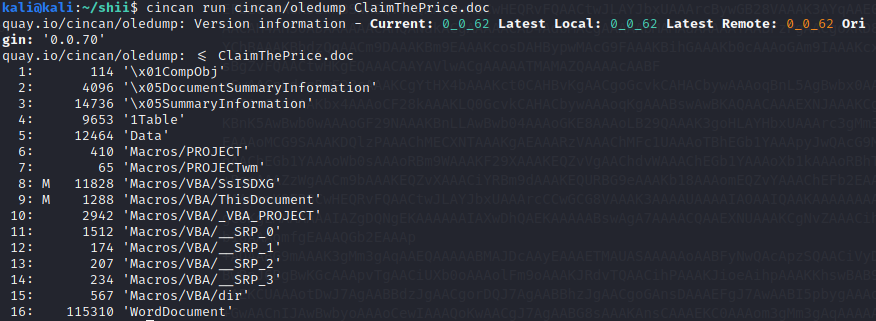 kali@kali:~/shii$ cincan run cincan/oledump ClaimThePrice.doc
quay.io/cincan/oledump: Version information - Current: 0_0_62 Latest Local: 0_0_62 Latest Remote: 0_0_62 Ori
gin: '0.0.70'
quay.io/cincan/oledump: <= ClaimThePrice.doc
1: 114 '\x01CompObj'
2: 4096 '\x05DocumentSummaryInformation'
3: 14736 '\x05SummaryInformation'
4: 9653 '1Table'
5: 12464 'Data'
6: 410 'Macros/PROJECT'
7: 65 'Macros/PROJECTwm'
8: M 11828 'Macros/VBA/SsISDXG'
9: M 1288 'Macros/VBA/ThisDocument'
10: 2942 'Macros/VBA/_VBA_PROJECT'
11: 1512 'Macros/VBA/__SRP_0'
12: 174 'Macros/VBA/__SRP_1'
13: 207 'Macros/VBA/__SRP_2'
14: 234 'Macros/VBA/__SRP_3'
15: 567 'Macros/VBA/dir'
16: 115310 'WordDocument'